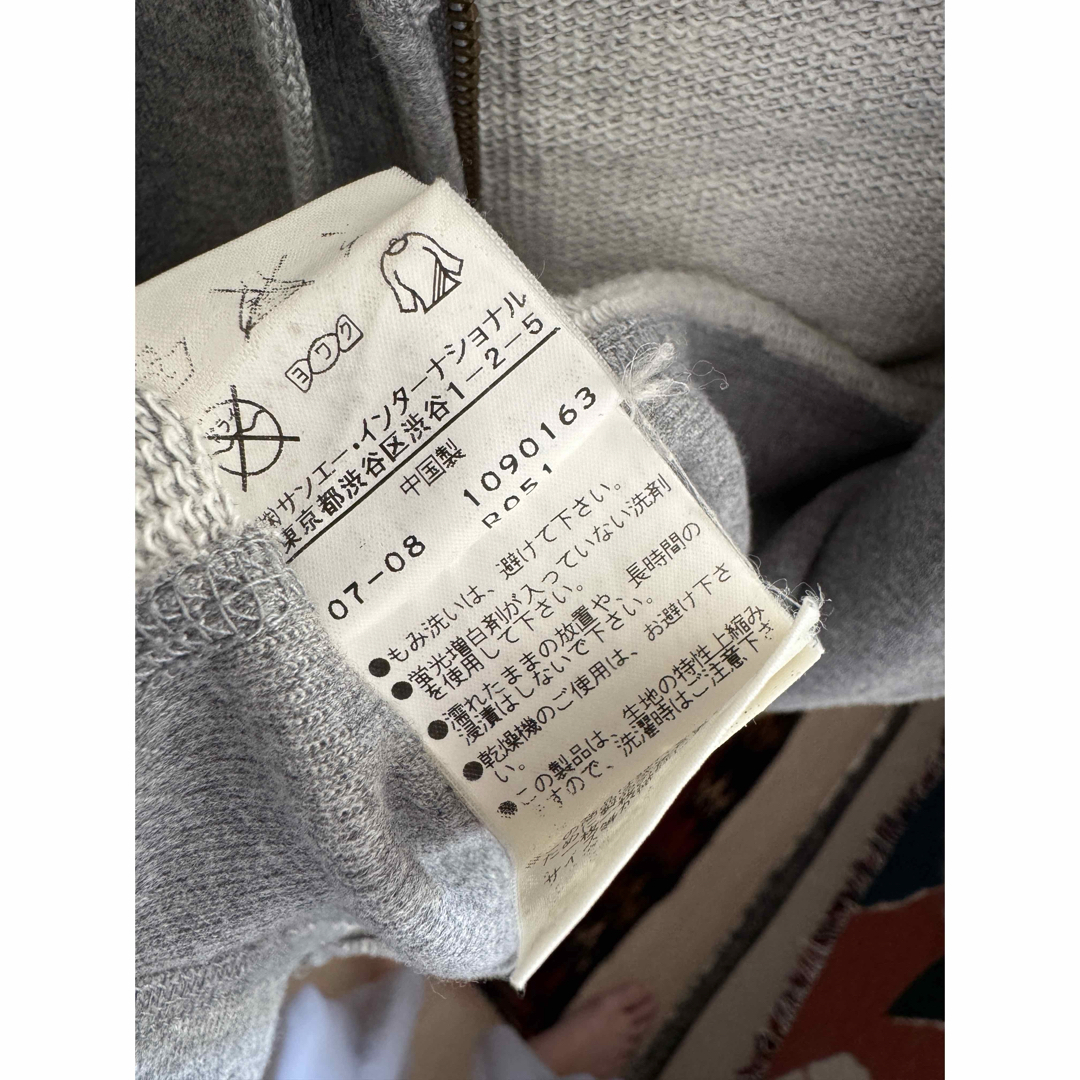 ドライ
ヨワク
㈱サンエー・インターナショナル
東京都渋谷区渋谷1-2-5
中国製
07-08 1090163
R051
●もみ洗いは、避けて下さい。
●蛍光増白剤が入っていない洗剤
を使用して下さい。
●濡れたままの放置や、長時間の
浸漬はしないで下さい。
●乾燥機のご使用は、お避け下さ
い。
●この製品は、生地の特性上縮み
ますので、洗濯時はご注意下さ